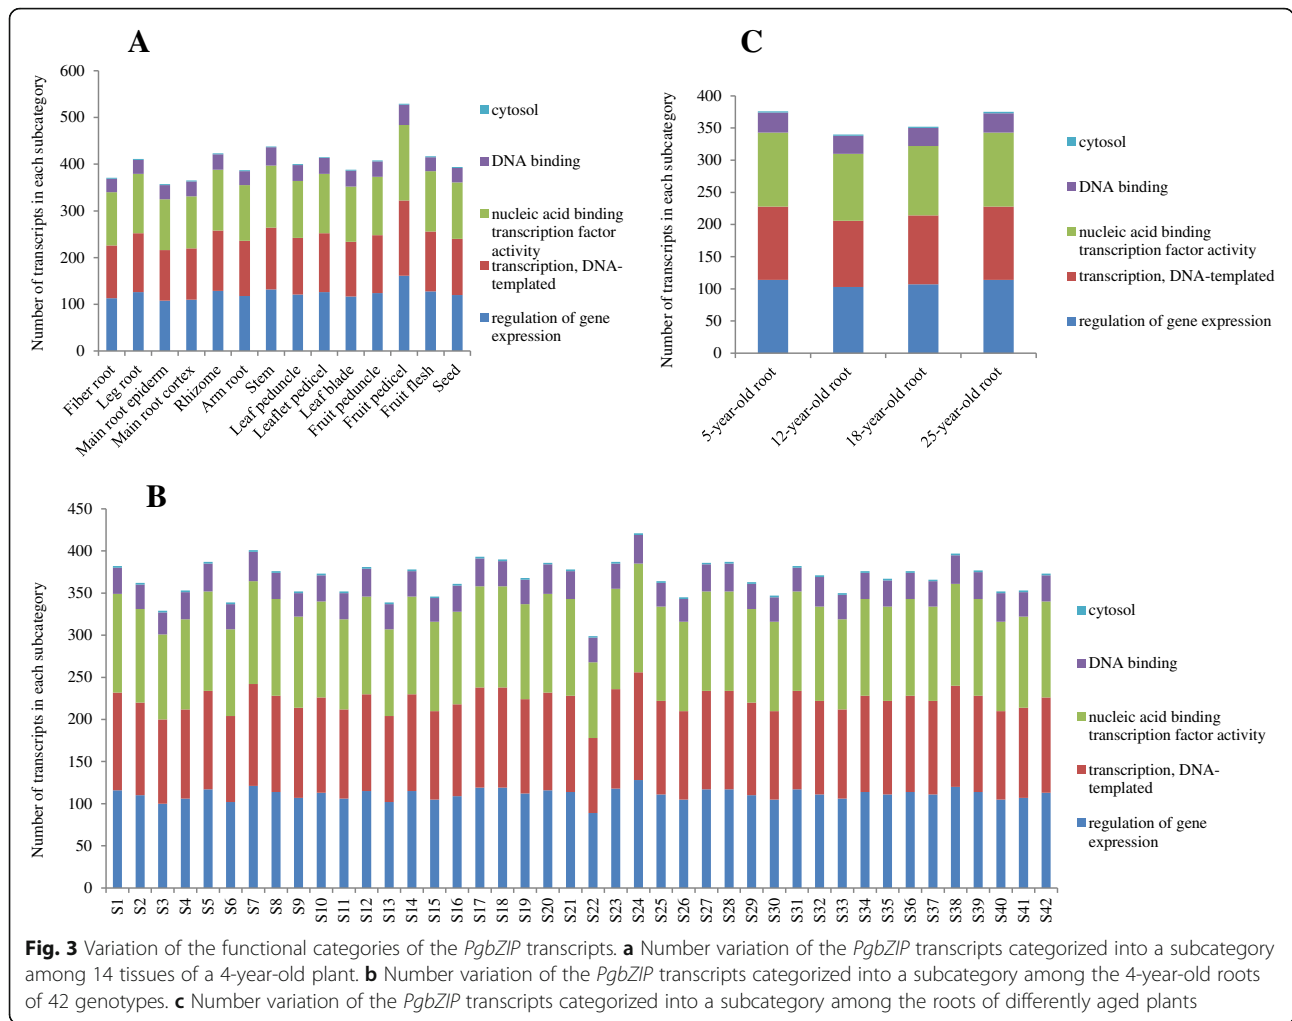 A
Number of transcripts in each subcategory
600
500
400
300
200
100
0
Fiber root
Leg root
Main root epiderm
Main root cortex
Rhizome
Arm root
Stem
Leaf peduncle
Leaflet pedicel
Leaf blade
Fruit peduncle
Fruit pedicel
Fruit flesh
Seed
cytosol
DNA binding
nucleic acid binding
transcription factor
activity
transcription, DNA-
templated
regulation of gene
expression
C
Number of transcripts in each subcategory
400
350
300
250
200
150
100
50
0
5-year-old root
12-year-old root
18-year-old root
25-year-old root
cytosol
DNA binding
nucleic acid binding
transcription factor activity
transcription, DNA-templated
regulation of gene expression
B
Number of transcripts in each subcategory
450
400
350
300
250
200
150
100
50
0
S1
S2
S3
S4
S5
S6
S7
S8
S9
S10
S11
S12
S13
S14
S15
S16
S17
S18
S19
S20
S21
S22
S23
S24
S25
S26
S27
S28
S29
S30
S31
S32
S33
S34
S35
S36
S37
S38
S39
S40
S41
S42
cytosol
DNA binding
nucleic acid binding
transcription factor activity
transcription, DNA-
templated
regulation of gene
expression
Fig. 3 Variation of the functional categories of the PgbZIP transcripts. a Number variation of the PgbZIP transcripts categorized into a subcategory
among 14 tissues of a 4-year-old plant. b Number variation of the PgbZIP transcripts categorized into a subcategory among the 4-year-old roots
of 42 genotypes. c Number variation of the PgbZIP transcripts categorized into a subcategory among the roots of differently aged plants